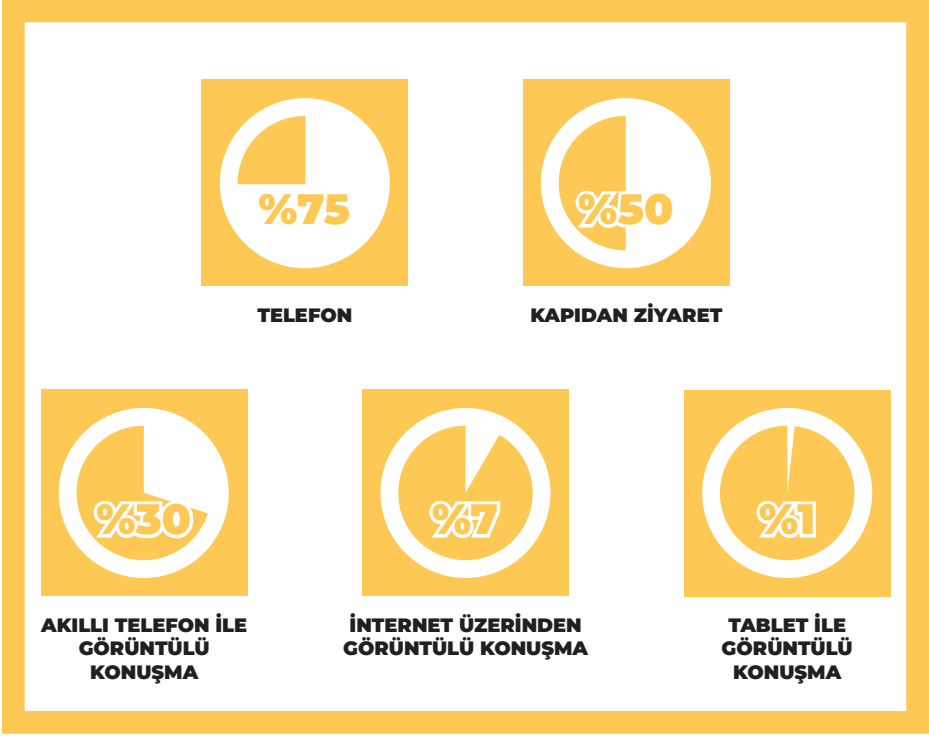 %75
TELEFON
%50
KAPIDAN ZİYARET
%30
AKILLI TELEFON İLE
GÖRÜNTÜLÜ
KONUŞMA
%7
İNTERNET ÜZERİNDEN
GÖRÜNTÜLÜ KONUŞMA
%1
TABLET İLE
GÖRÜNTÜLÜ
KONUŞMA